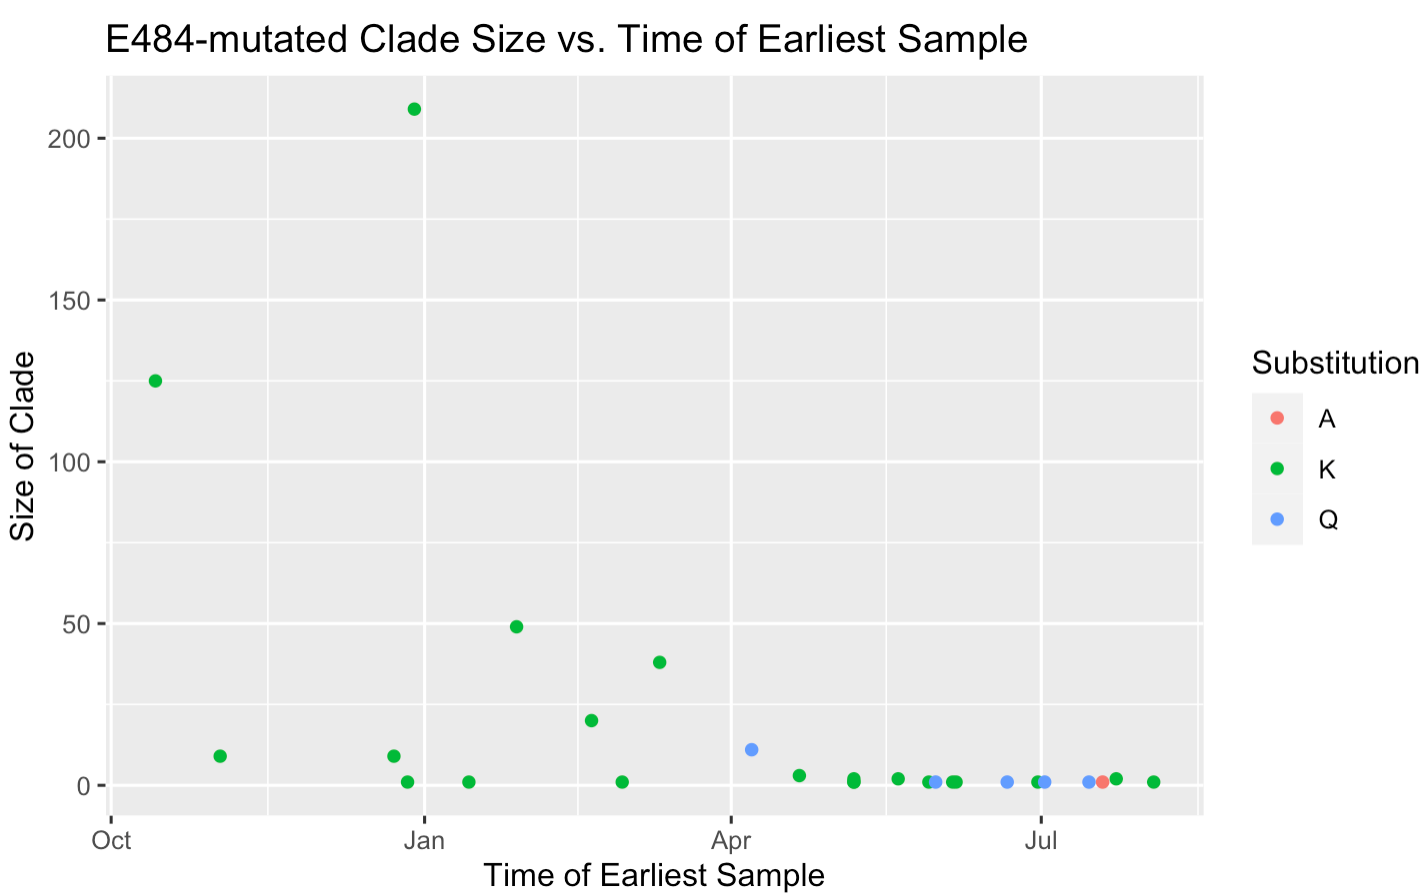 E484-mutated Clade Size vs. Time of Earliest Sample
Size of Clade
200
150
100
50
0
Oct Jan Apr Jul
Time of Earliest Sample
Substitution
A
K
Q